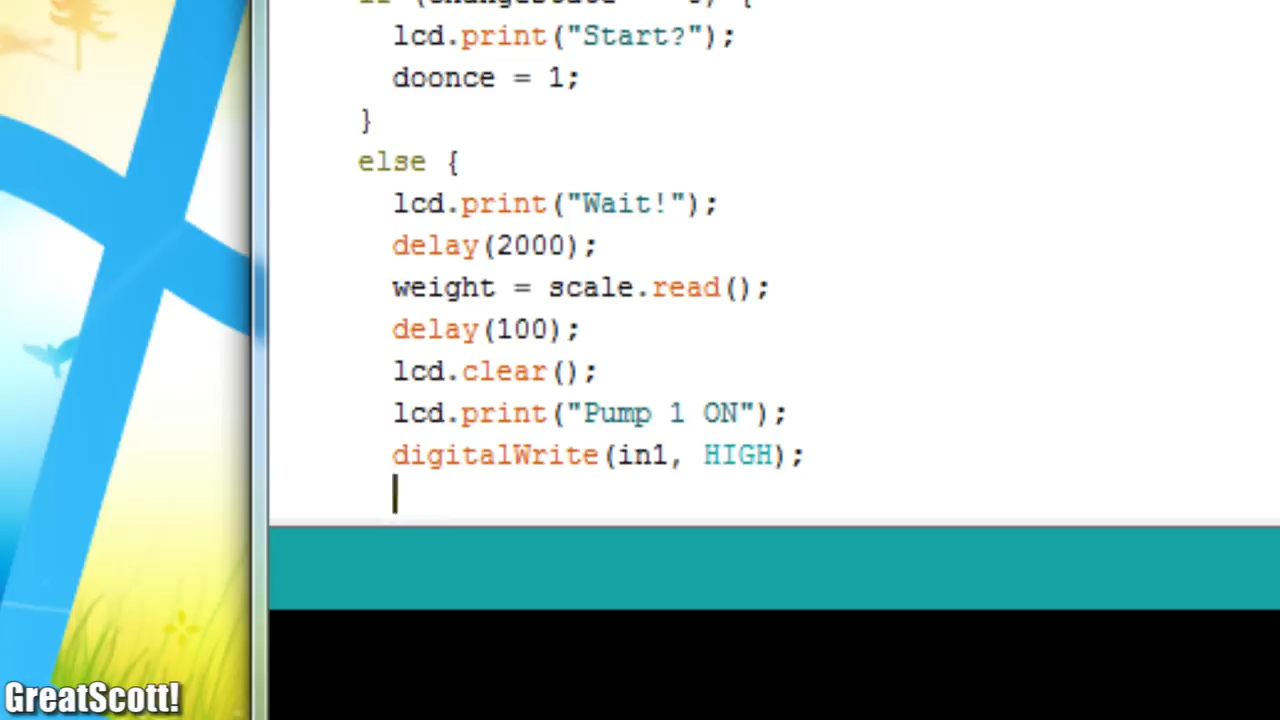 lcd.print("Start?");
doonce = 1;
}
else {
lcd.print("Wait!");
delay(2000);
weight = scale.read();
delay(100);
lcd.clear();
lcd.print("Pump 1 ON");
digitalWrite(in1, HIGH);
GreatScott!